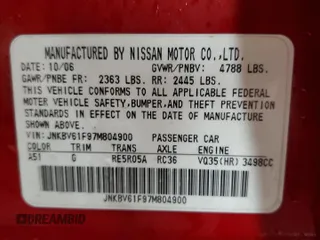 MANUFACTURED BY NISSAN MOTOR CO.,LTD.
DATE: 10/06 GVWR/PNBV: 4788 LBS.
GAWR/PNBE FR: 2363 LBS. RR: 2445 LBS.
THIS VEHICLE CONFORMS TO ALL APPLICABLE FEDERAL
MOTOR VEHICLE SAFETY, BUMPER, AND THEFT PREVENTION
STANDARDS IN EFFECT ON THE DATE OF MANUFACTURE
SHOWN ABOVE.
VIN: JNKBV61F97M804900 PASSENGER CAR
COLOR TRIM TRANS AXLE ENGINE
A51 G RE5R05A RC36 VQ35(HR) 3498CC
JNKBV61F97M804900
DREAMBID